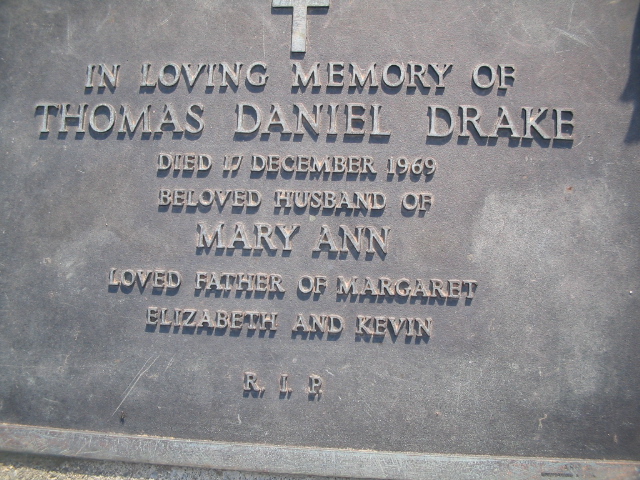 IN LOVING MEMORY OF
THOMAS DANIEL DRAKE
DIED 17 DECEMBER 1969
BELOVED HUSBAND OF
MARY ANN
LOVED FATHER OF MARGARET
ELIZABETH AND KEVIN
R. I. P.